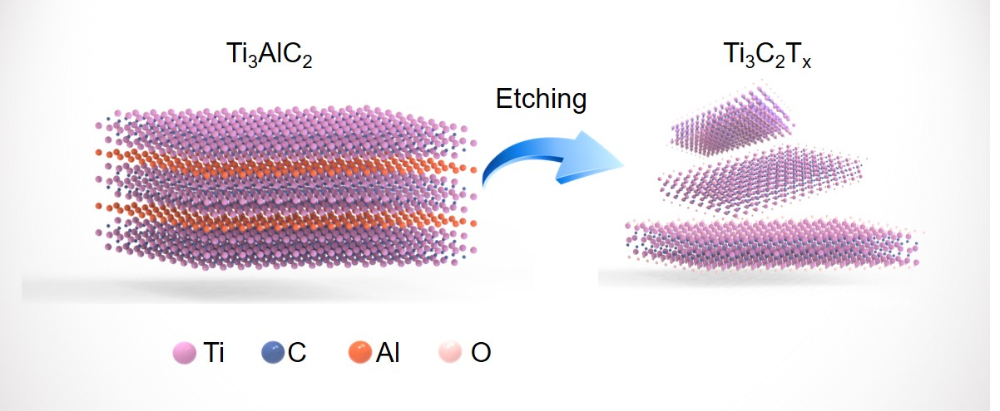 Ti₃AlC₂
Ti₃C₂Tₓ
Etching
Ti C Al O